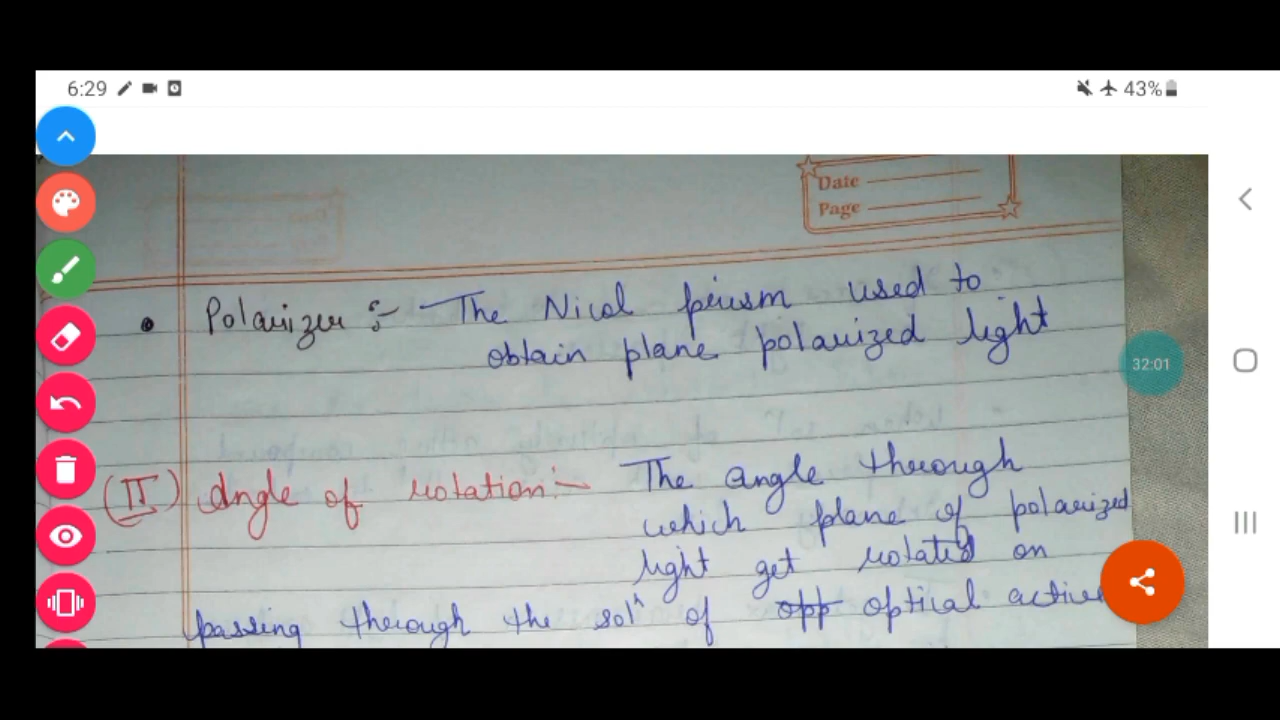 6:29
43%
Date
Page
• Polarizer :- The Nicol prism used to
obtain plane polarized light
32:01
(II) Angle of rotation :- The angle through
which plane of polarized
light get rotated on
passing through the solⁿ of opp optical active